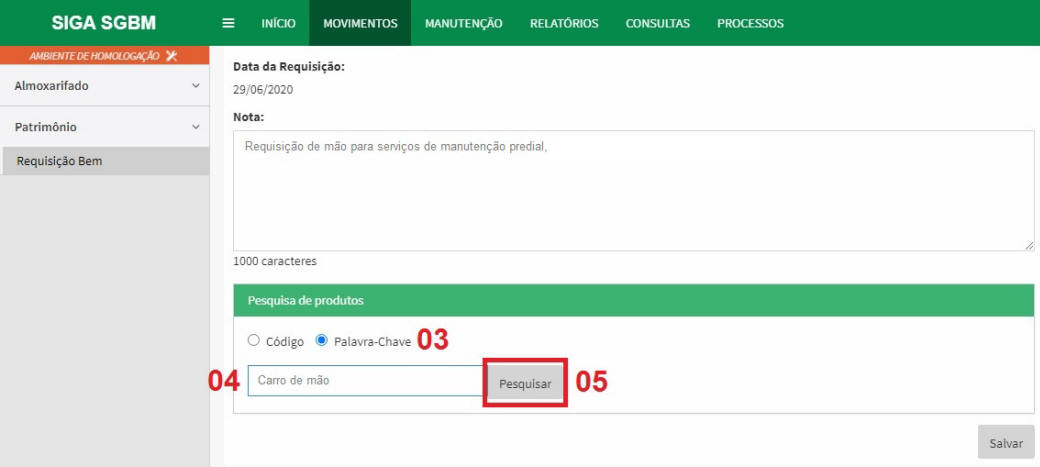 SIGA SGBM
INÍCIO MOVIMENTOS MANUTENÇÃO RELATÓRIOS CONSULTAS PROCESSOS
AMBIENTE DE HOMOLOGAÇÃO
Almoxarifado
Patrimônio
Requisição Bem
Data da Requisição:
29/06/2020
Nota:
Requisição de mão para serviços de manutenção predial,
1000 caracteres
Pesquisa de produtos
Código Palavra-Chave 03
04 Carro de mão Pesquisar 05
Salvar